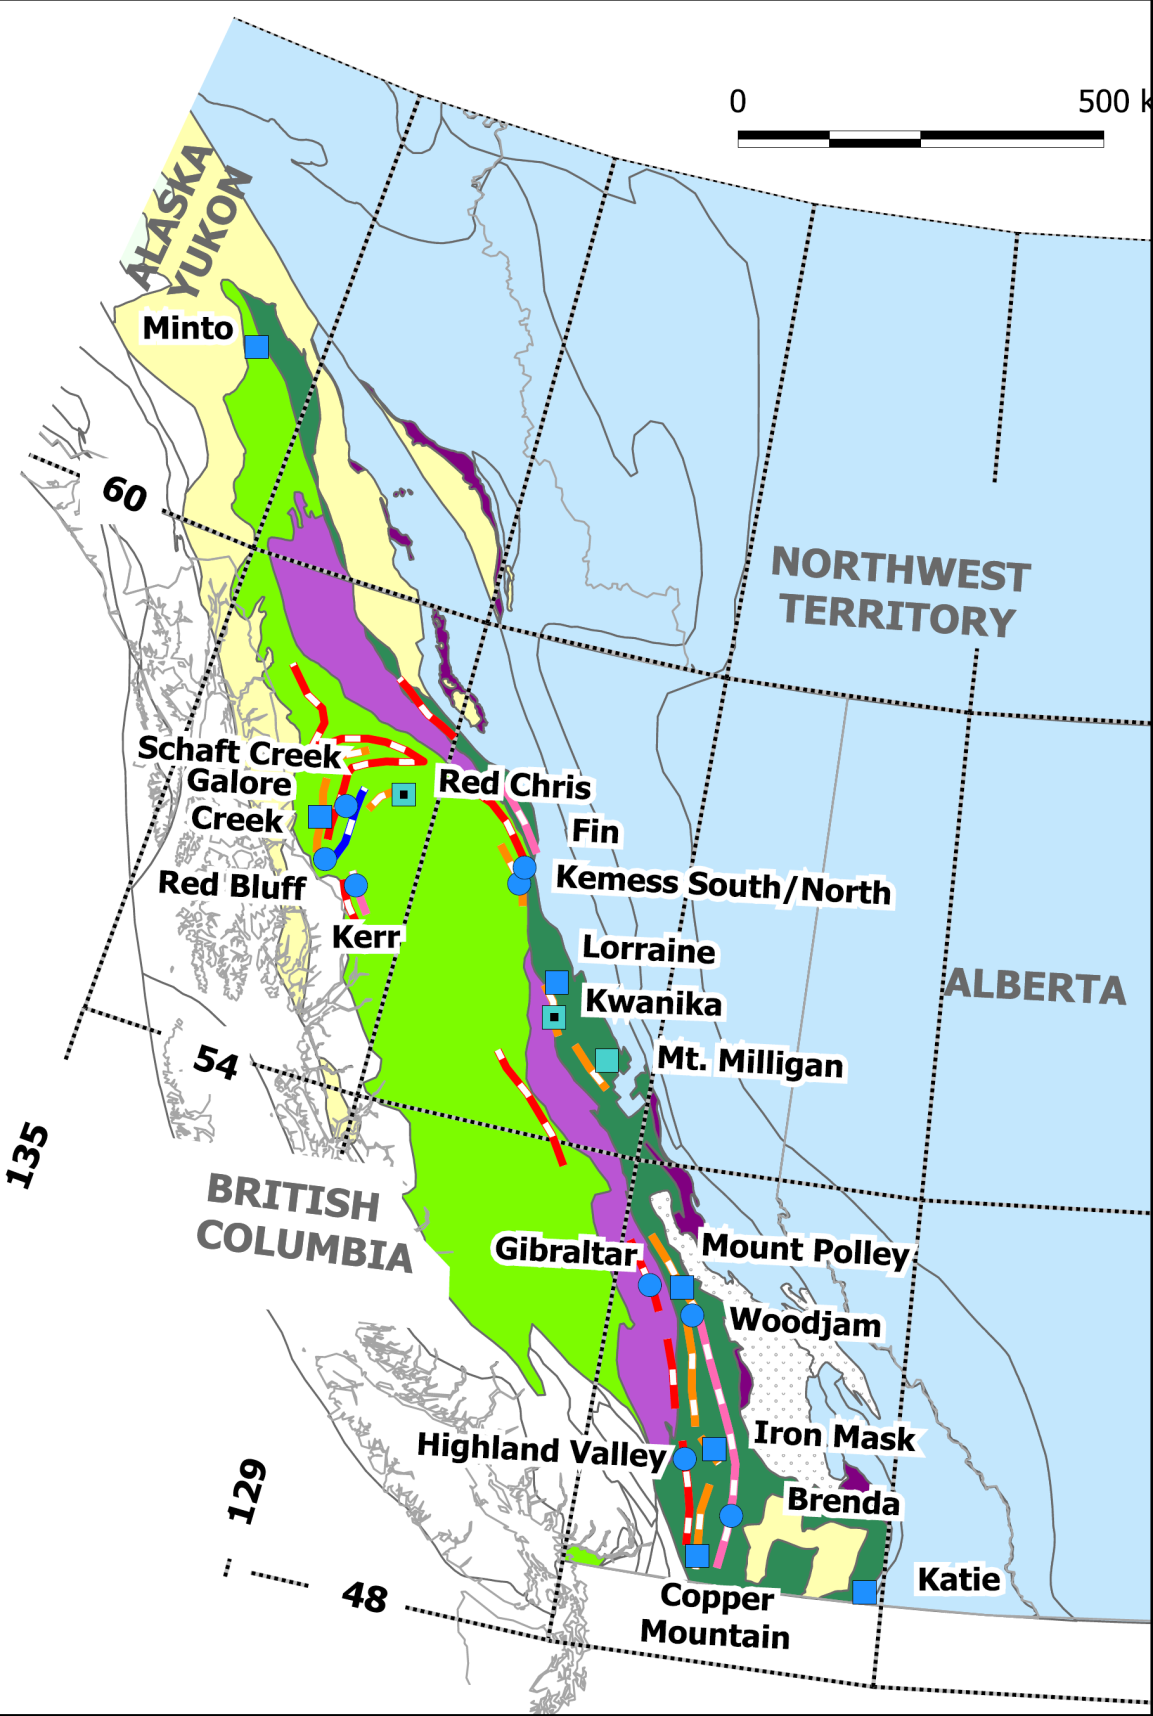 0
500 k
ALASKA
YUKON
Minto
60
NORTHWEST
TERRITORY
Schaft Creek
Galore
Creek
Red Chris
Fin
Red Bluff
Kemess South/North
Kerr
Lorraine
ALBERTA
Kwanika
54
Mt. Milligan
135
BRITISH
COLUMBIA
Gibraltar
Mount Polley
Woodjam
Highland Valley
Iron Mask
129
Brenda
48
Katie
Copper
Mountain